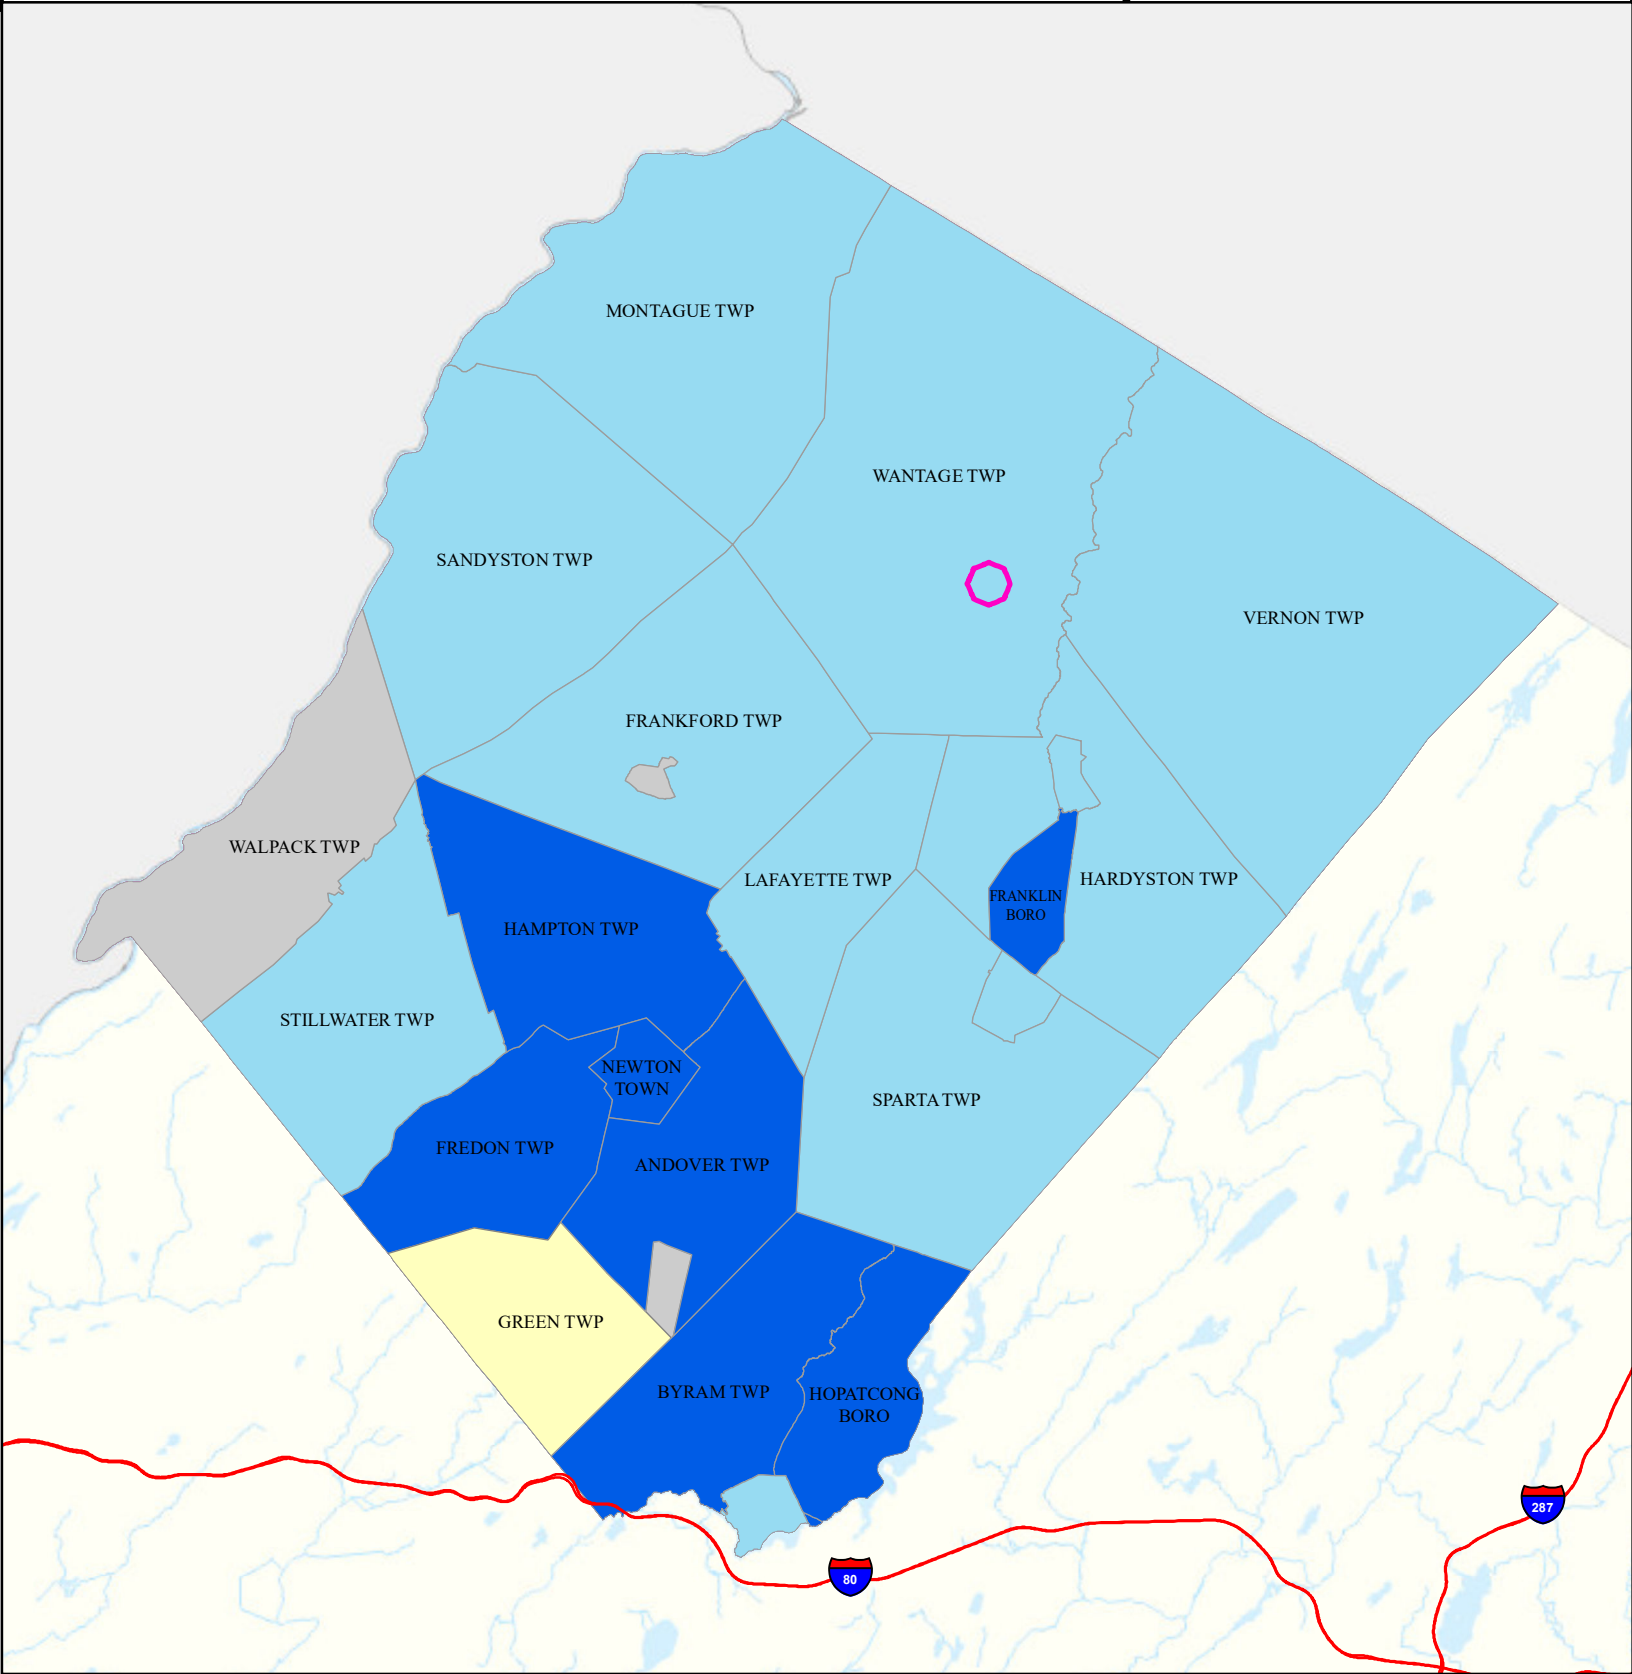 MONTAGUE TWP
WANTAGE TWP
SANDYSTON TWP
VERNON TWP
FRANKFORD TWP
WALPACK TWP
LAFAYETTE TWP
HARDYSTON TWP
FRANKLIN
BORO
HAMPTON TWP
STILLWATER TWP
NEWTON
TOWN
SPARTA TWP
FREDON TWP
ANDOVER TWP
GREEN TWP
BYRAM TWP
HOPATCONG
BORO
287
80